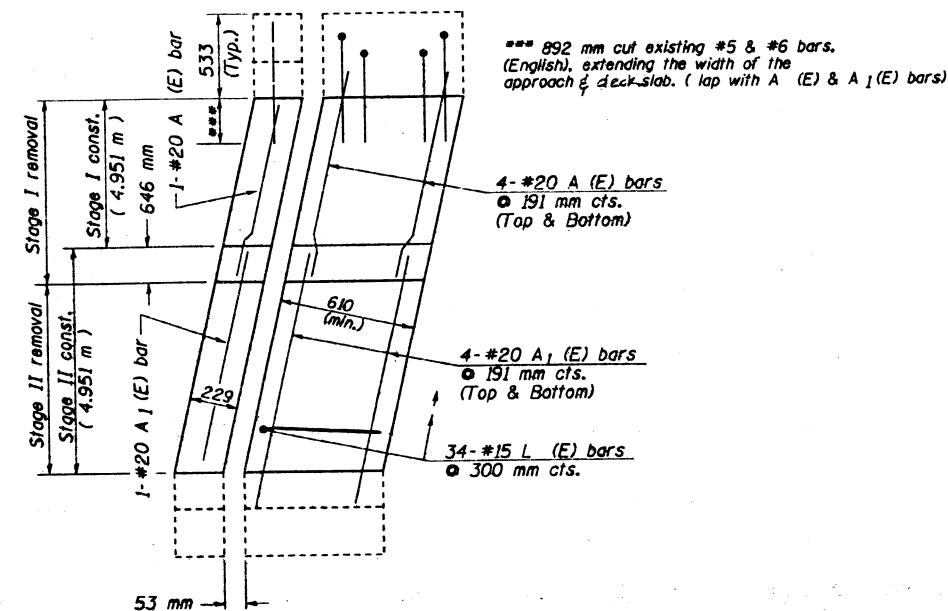 *** 892 mm cut existing #5 & #6 bars.
(English), extending the width of the
approach & deck slab. ( lap with A (E) & A1 (E) bars)
533
(Typ.)
***
1-#20 A (E) bar
Stage I removal
Stage I const.
( 4.951 m )
646 mm
4-#20 A (E) bars
@ 191 mm cts.
(Top & Bottom)
Stage II removal
Stage II const.
( 4.951 m )
1-#20 A1 (E) bar
610
(min.)
229
4-#20 A1 (E) bars
@ 191 mm cts.
(Top & Bottom)
34-#15 L (E) bars
@ 300 mm cts.
53 mm